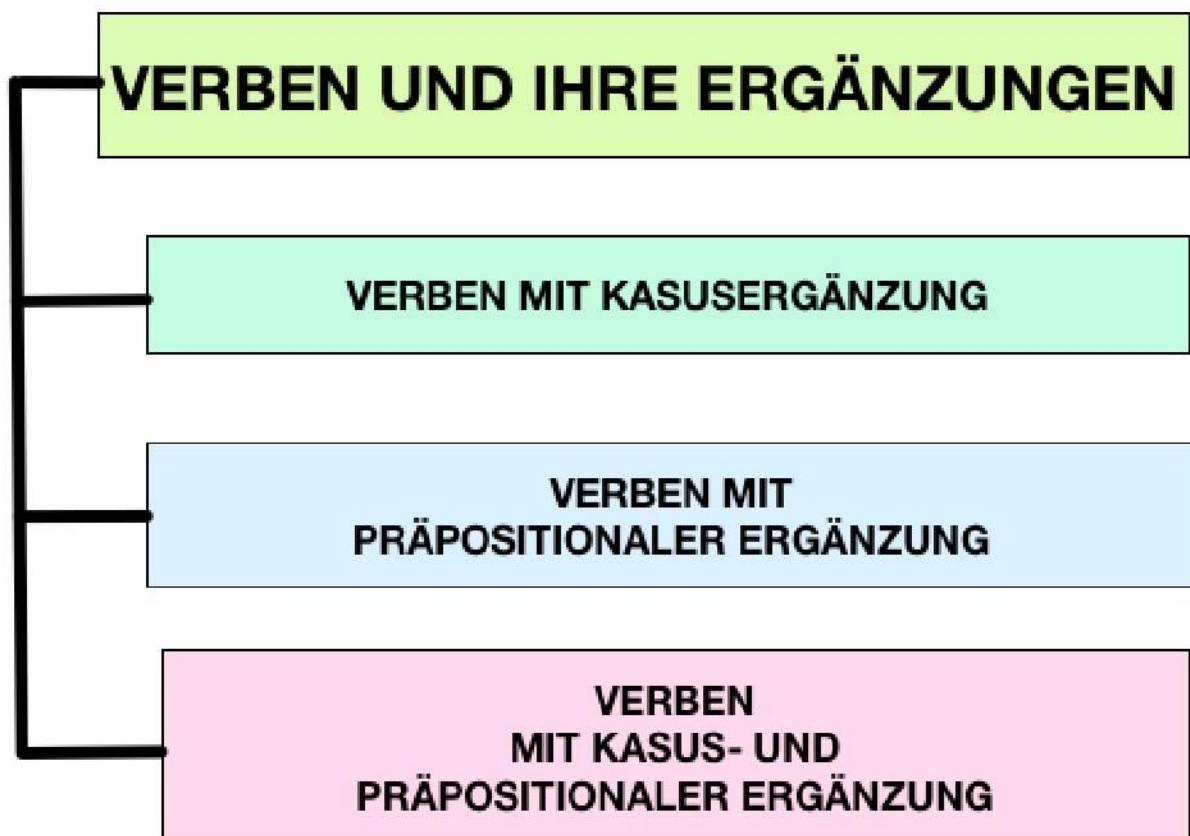 VERBEN UND IHRE ERGÄNZUNGEN
VERBEN MIT KASUSERGÄNZUNG
VERBEN MIT
PRÄPOSITIONALER ERGÄNZUNG
VERBEN
MIT KASUS- UND
PRÄPOSITIONALER ERGÄNZUNG